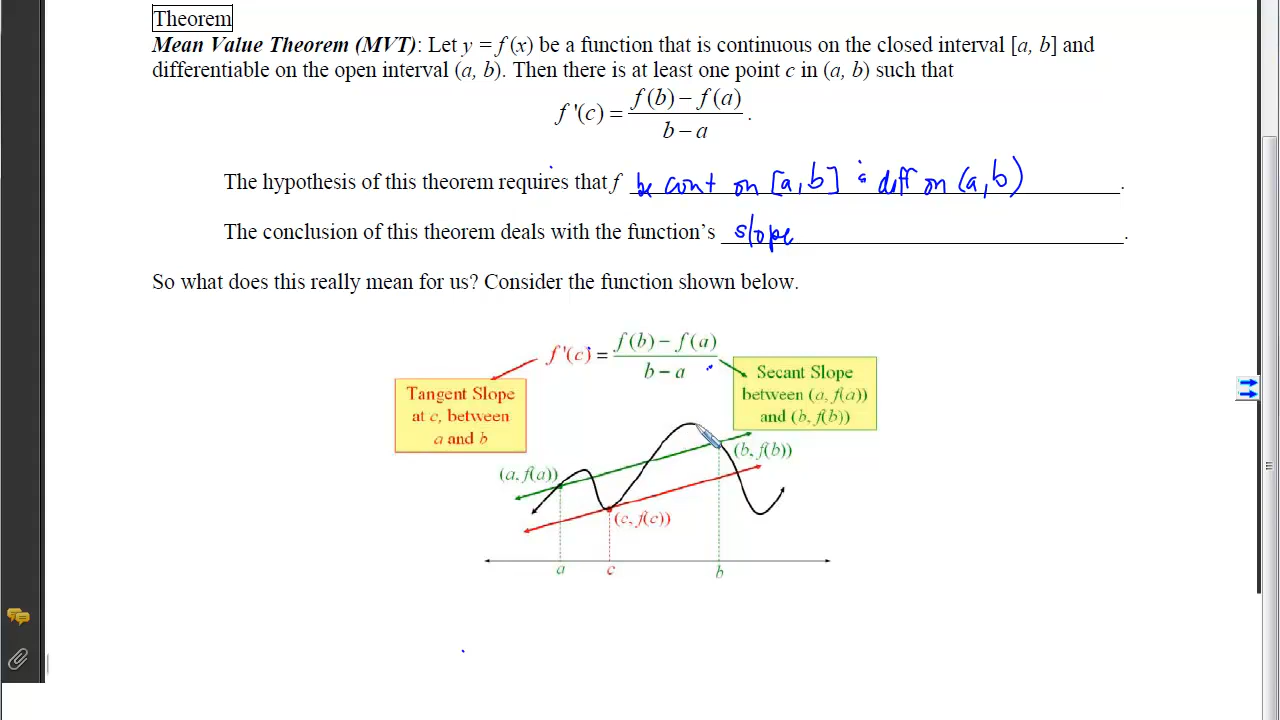 Theorem
Mean Value Theorem (MVT): Let y = f (x) be a function that is continuous on the closed interval [a, b] and
differentiable on the open interval (a, b). Then there is at least one point c in (a, b) such that
f '(c) = f (b) − f (a) / b − a .
The hypothesis of this theorem requires that f be cont on [a, b] & diff on (a, b) .
The conclusion of this theorem deals with the function's slope .
So what does this really mean for us? Consider the function shown below.
f '(c) = f (b) − f (a) / b − a
Tangent Slope
at c, between
a and b
Secant Slope
between (a, f(a))
and (b, f(b))
(a, f(a))
(b, f(b))
(c, f(c))
a c b